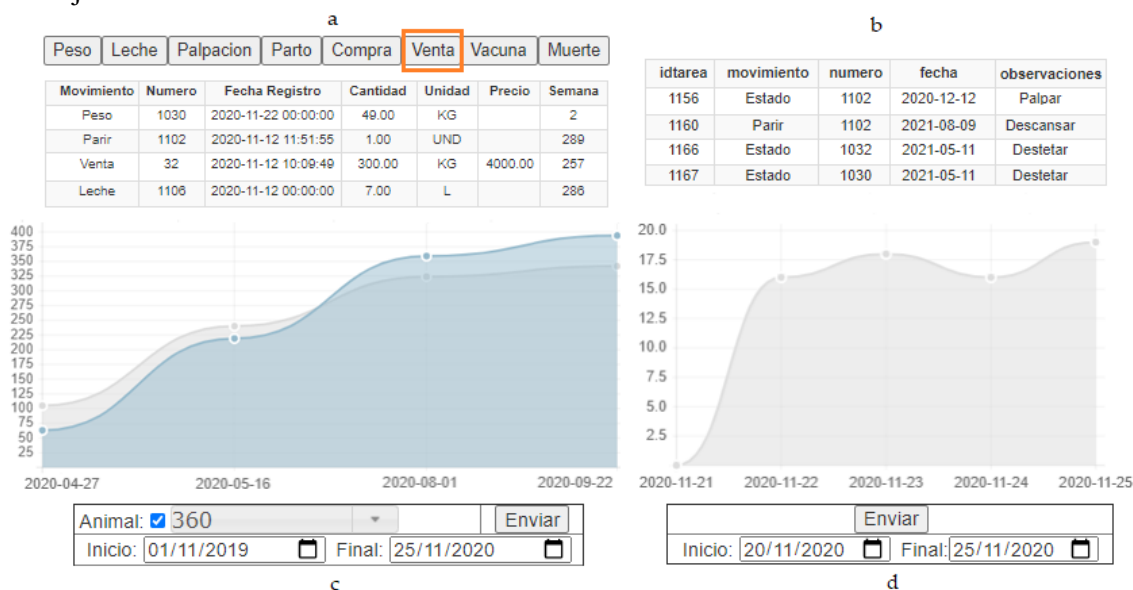 a
Peso Leche Palpacion Parto Compra Venta Vacuna Muerte
Movimiento Numero Fecha Registro Cantidad Unidad Precio Semana
Peso 1030 2020-11-22 00:00:00 49.00 KG 2
Parir 1102 2020-11-12 11:51:55 1.00 UND 289
Venta 32 2020-11-12 10:09:49 300.00 KG 4000.00 257
Leche 1106 2020-11-12 00:00:00 7.00 L 286
b
idtarea movimiento numero fecha observaciones
1156 Estado 1102 2020-12-12 Palpar
1160 Parir 1102 2021-08-09 Descansar
1166 Estado 1032 2021-05-11 Destetar
1167 Estado 1030 2021-05-11 Destetar
400
375
350
325
300
275
250
225
200
175
150
125
100
75
50
25
2020-04-27 2020-05-16 2020-08-01 2020-09-22
Animal: 360 Enviar
Inicio: 01/11/2019 Final: 25/11/2020
c
20.0
17.5
15.0
12.5
10.0
7.5
5.0
2.5
2020-11-21 2020-11-22 2020-11-23 2020-11-24 2020-11-25
Enviar
Inicio: 20/11/2020 Final: 25/11/2020
d